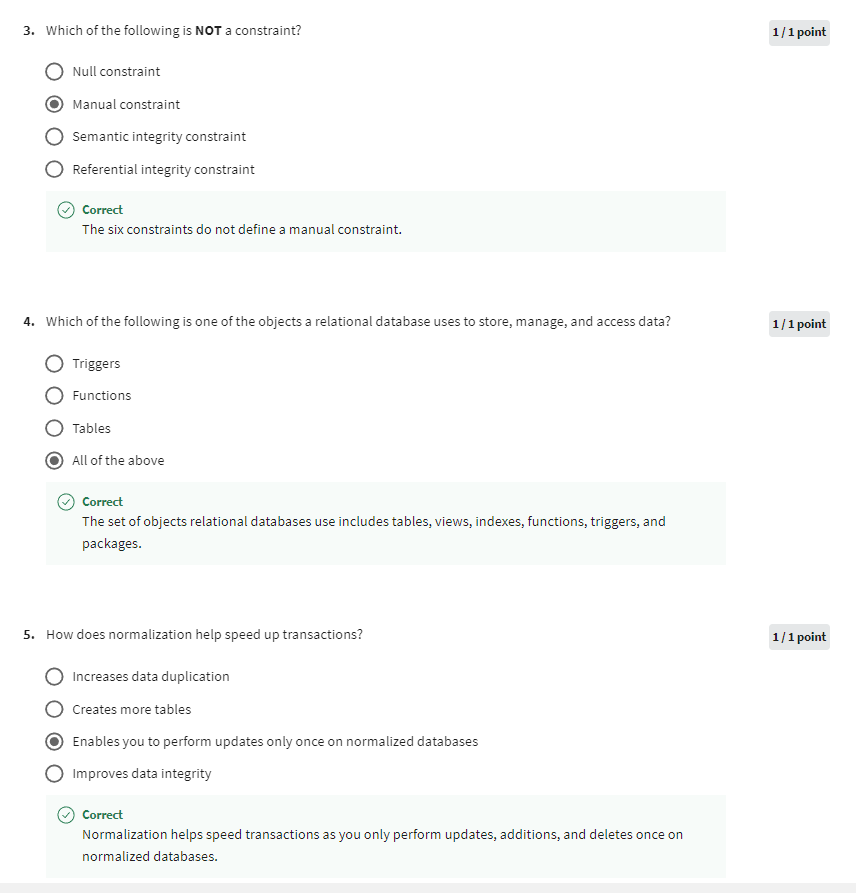 3. Which of the following is NOT a constraint?
1 / 1 point
Null constraint
Manual constraint
Semantic integrity constraint
Referential integrity constraint
Correct
The six constraints do not define a manual constraint.
4. Which of the following is one of the objects a relational database uses to store, manage, and access data?
1 / 1 point
Triggers
Functions
Tables
All of the above
Correct
The set of objects relational databases use includes tables, views, indexes, functions, triggers, and
packages.
5. How does normalization help speed up transactions?
1 / 1 point
Increases data duplication
Creates more tables
Enables you to perform updates only once on normalized databases
Improves data integrity
Correct
Normalization helps speed transactions as you only perform updates, additions, and deletes once on
normalized databases.